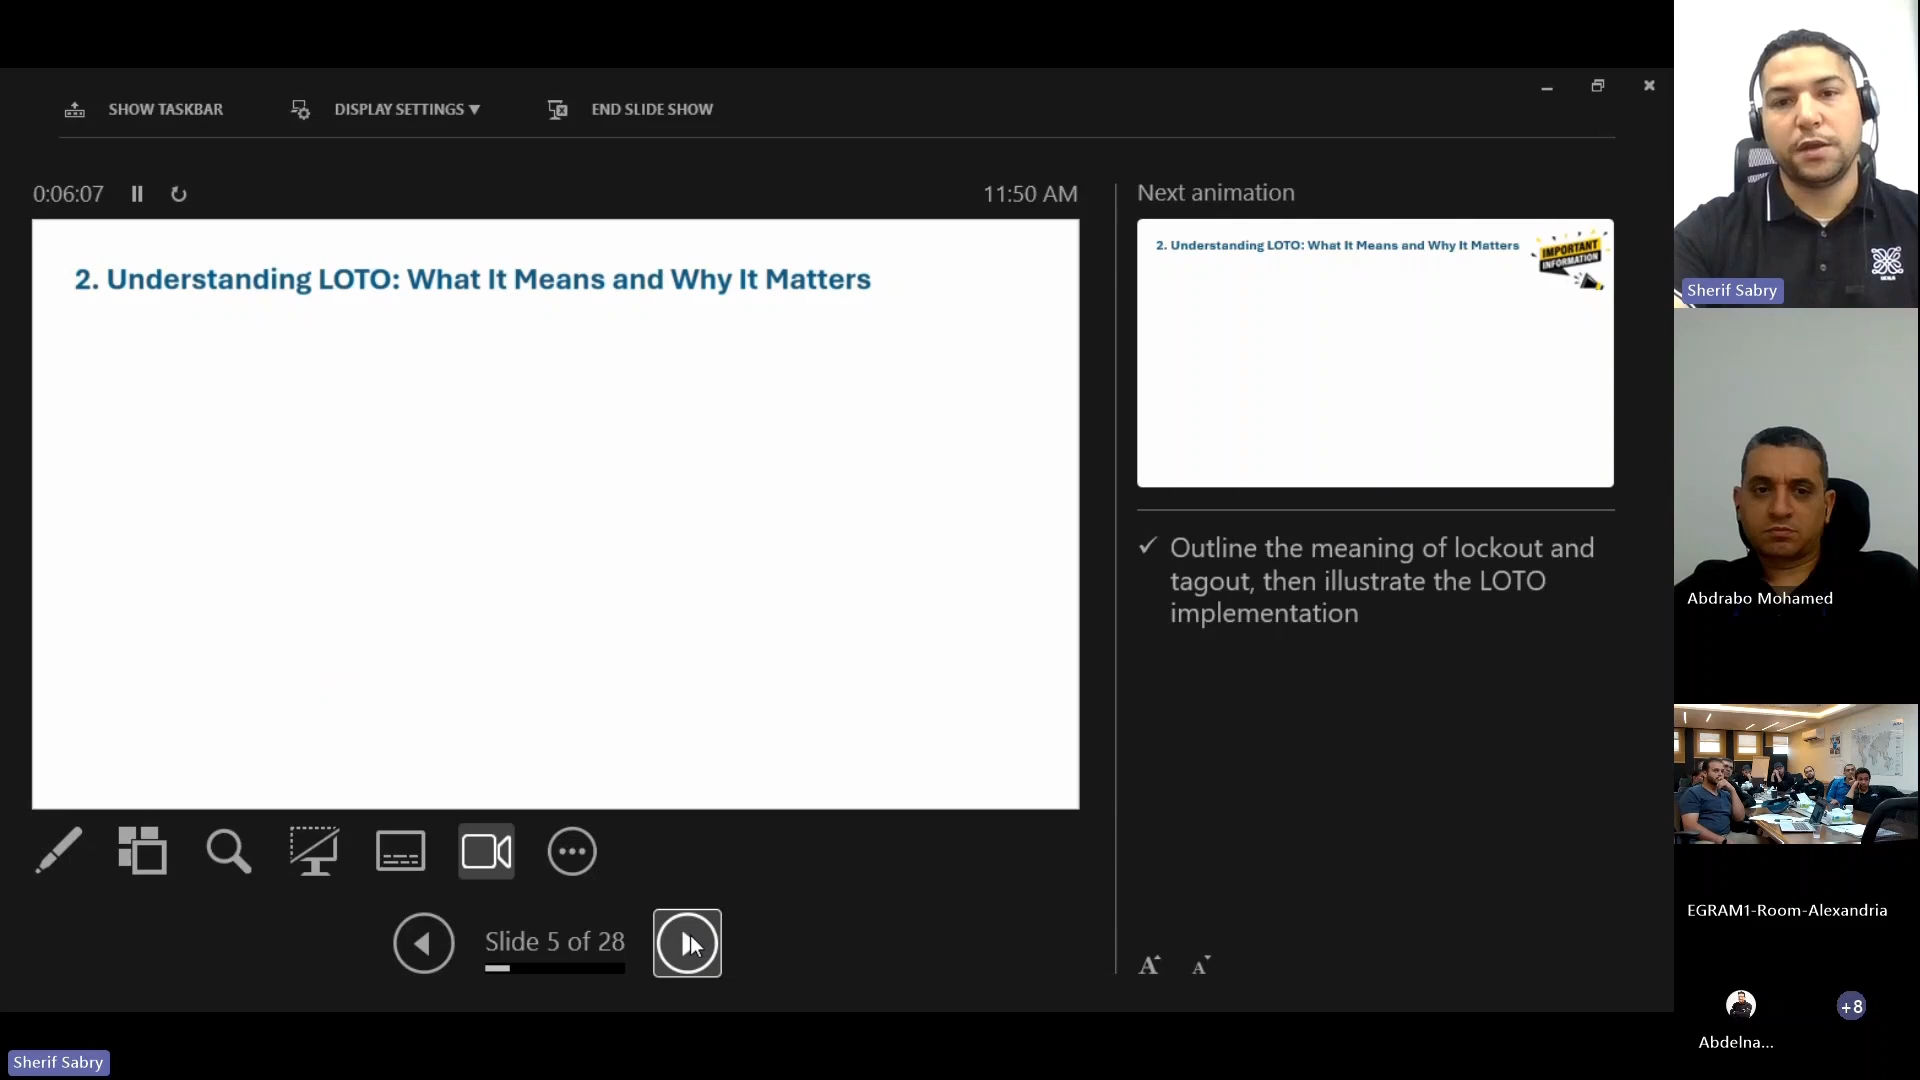 SHOW TASKBAR
DISPLAY SETTINGS ▼
END SLIDE SHOW
0:06:07
11:50 AM
2. Understanding LOTO: What It Means and Why It Matters
Slide 5 of 28
Next animation
2. Understanding LOTO: What It Means and Why It Matters
IMPORTANT
INFORMATION
✓ Outline the meaning of lockout and
tagout, then illustrate the LOTO
implementation
A A
Sherif Sabry
Abdrabo Mohamed
EGRAM1-Room-Alexandria
+8
Abdelna...
Sherif Sabry